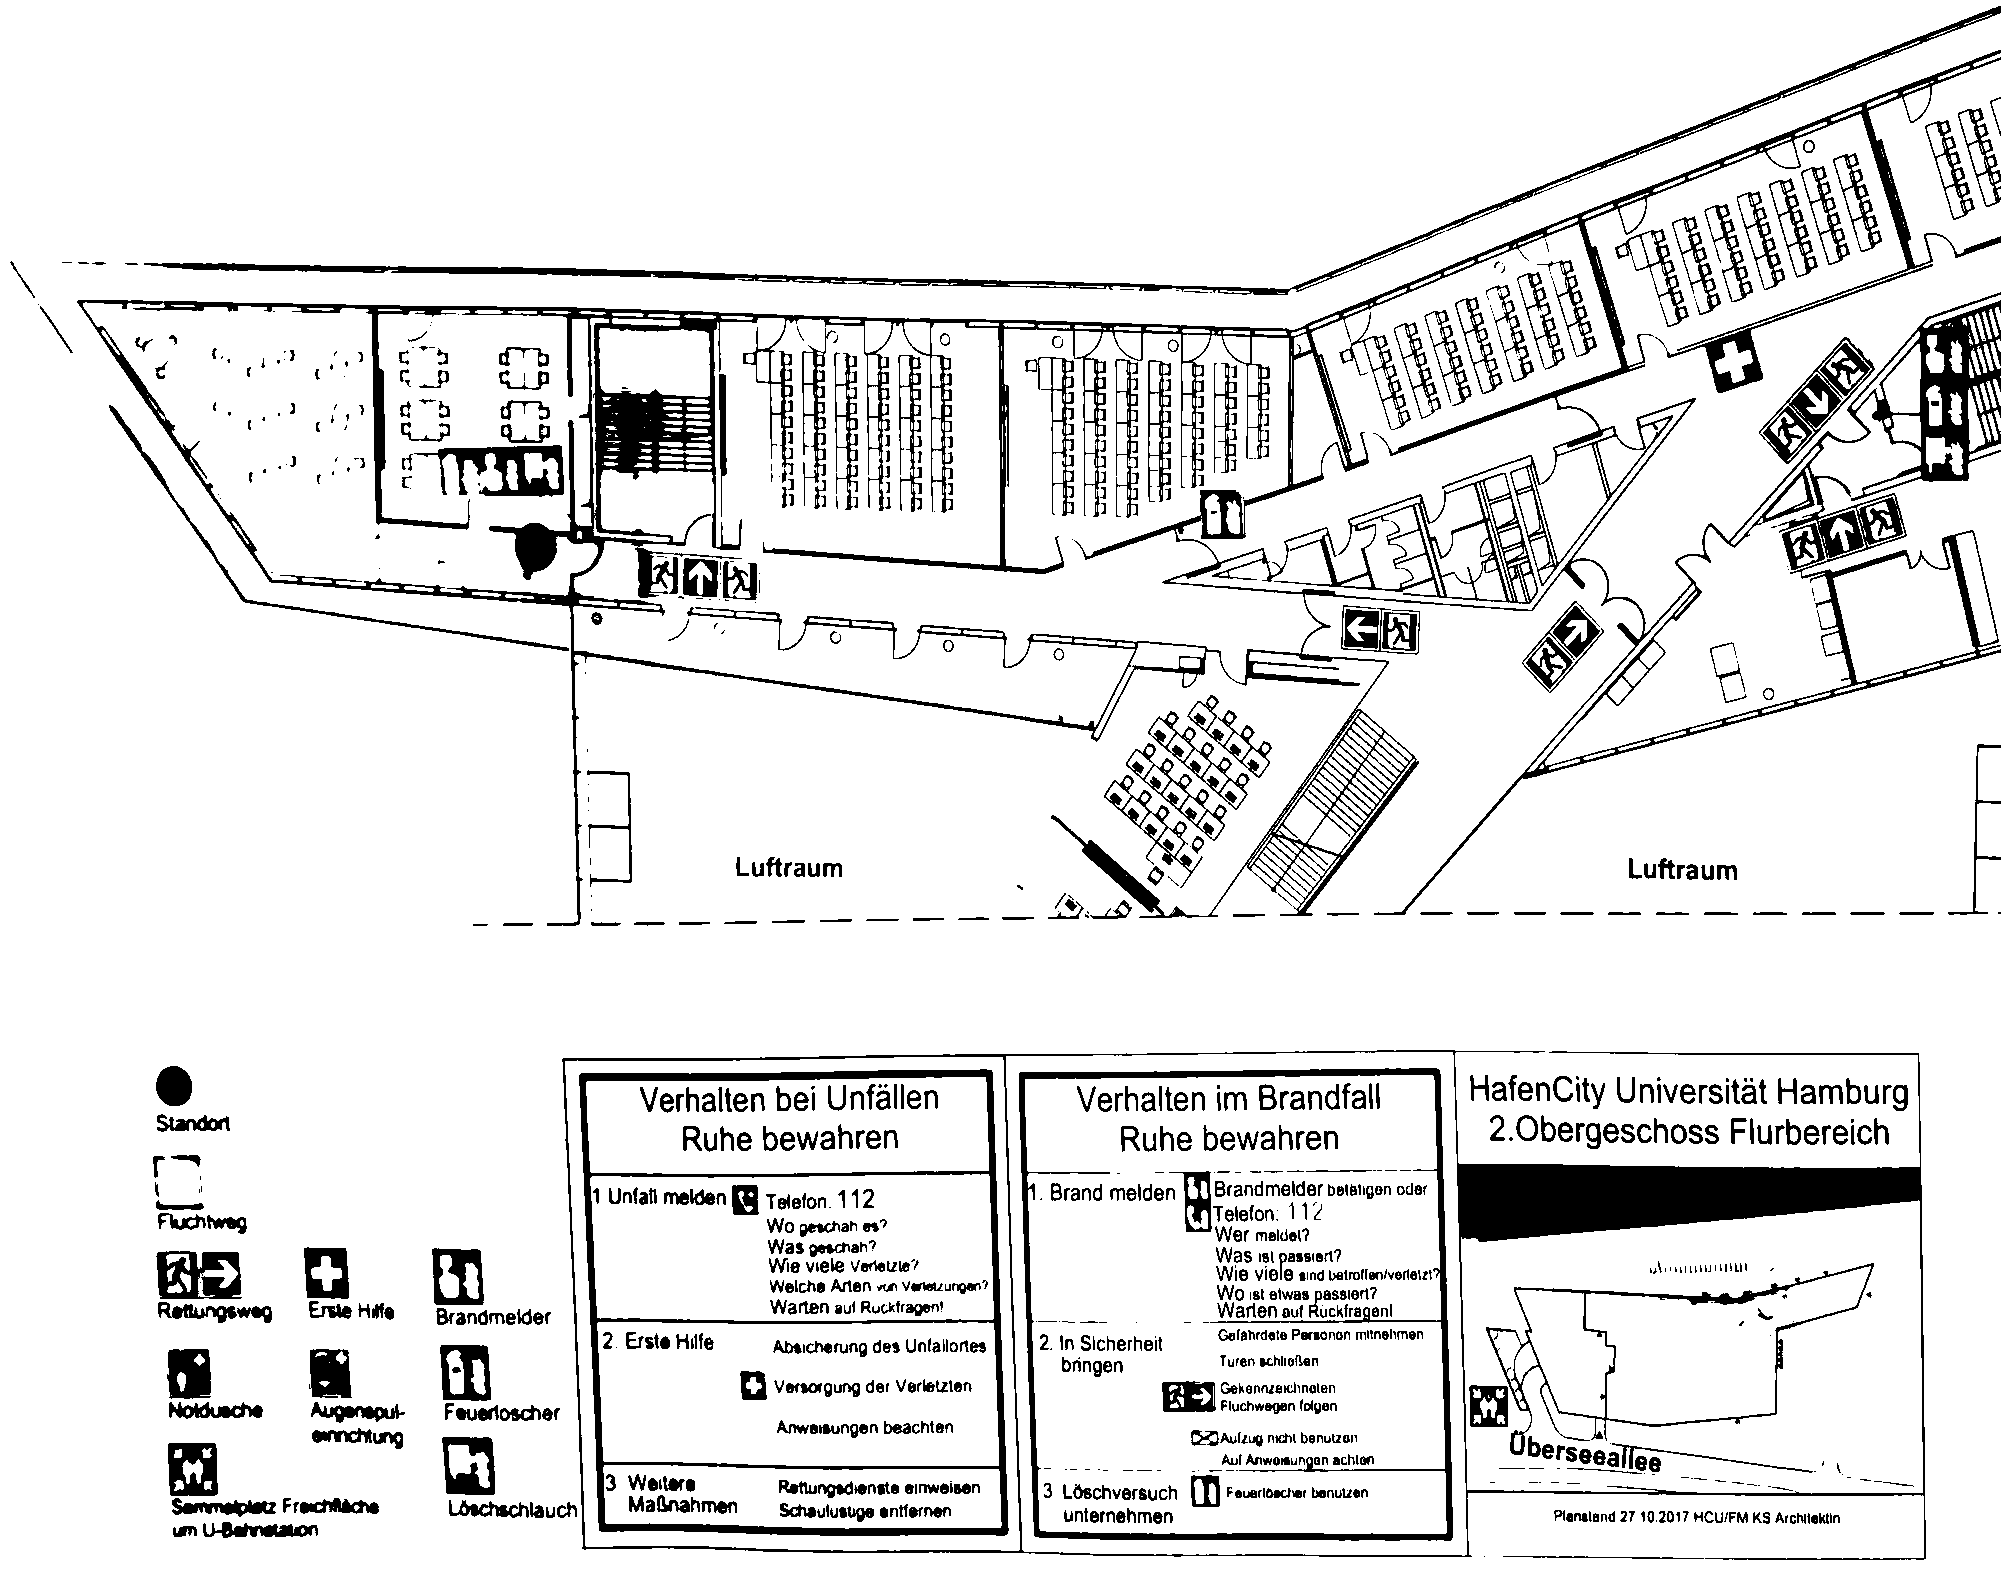 Luftraum
Luftraum
Standort
Fluchtweg
Rettungsweg
Erste Hilfe
Brandmelder
Notdusche
Augenspul-
einrichtung
Feuerloscher
Sammelplatz Freichfläche
um U-Bahnstation
Löschschlauch
Verhalten bei Unfällen
Ruhe bewahren
1 Unfall melden
Telefon. 112
Wo geschah es?
Was geschah?
Wie viele Verletzte?
Welche Arten von Verletzungen?
Warten auf Ruckfragen!
2. Erste Hilfe
Absicherung des Unfallortes
Versorgung der Verletzten
Anweisungen beachten
3 Weitere
Maßnahmen
Rettungsdienste einweisen
Schaulustige entfernen
Verhalten im Brandfall
Ruhe bewahren
1. Brand melden
Brandmelder betätigen oder
Telefon: 112
Wer meldet?
Was ist passiert?
Wie viele sind betroffen/verletzt?
Wo ist etwas passiert?
Warten auf Rückfragen!
2. In Sicherheit
bringen
Gefährdete Personen mitnehmen
Turen schließen
Gekennzeichneten
Fluchwegen folgen
Aufzug nicht benutzen
Auf Anweisungen achten
3 Löschversuch
unternehmen
Feuerlöscher benutzen
HafenCity Universität Hamburg
2.Obergeschoss Flurbereich
Überseeallee
Planstand 27 10.2017 HCU/FM KS Architektin